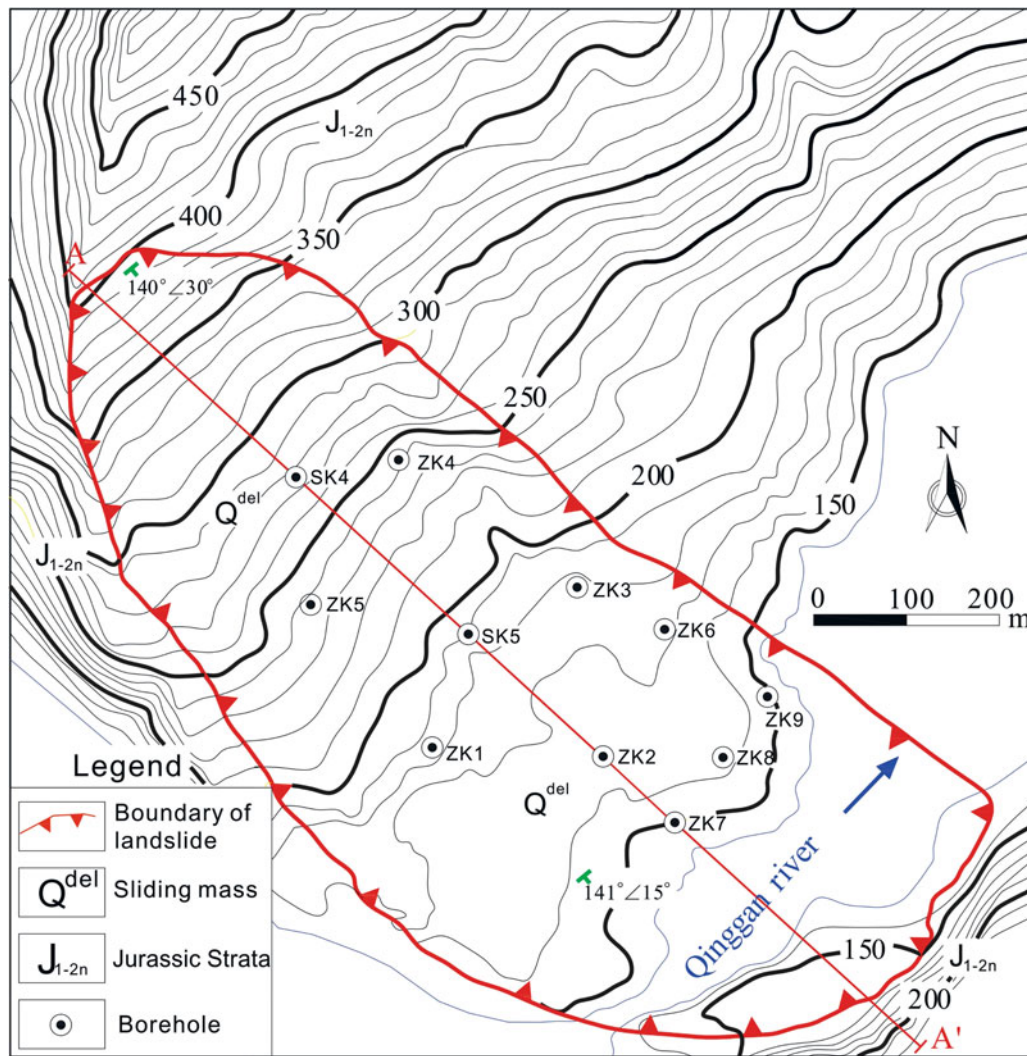 450
J1-2n
400
350
A
140°∠30°
300
250
N
200
150
SK4
ZK4
Qdel
J1-2n
ZK5
ZK3
0 100 200 m
SK5
ZK6
ZK9
ZK1
ZK2
ZK8
Qdel
ZK7
141°∠15°
Qinggan river
150
J1-2n
200
A'
Legend
Boundary of
landslide
Qdel
Sliding mass
J1-2n
Jurassic Strata
Borehole